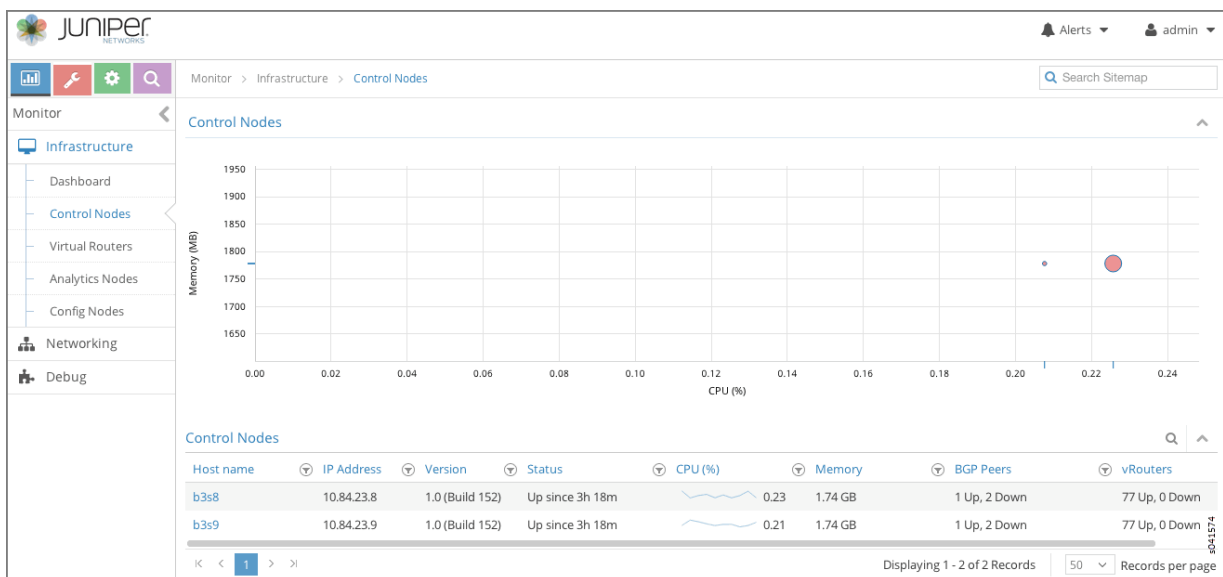 JUNIPER
NETWORKS
Alerts
admin
Monitor > Infrastructure > Control Nodes
Search Sitemap
Monitor
Infrastructure
Dashboard
Control Nodes
Virtual Routers
Analytics Nodes
Config Nodes
Networking
Debug
Control Nodes
1950
1900
1850
1800
1750
1700
1650
Memory (MB)
0.00 0.02 0.04 0.06 0.08 0.10 0.12 0.14 0.16 0.18 0.20 0.22 0.24
CPU (%)
Control Nodes
Host name IP Address Version Status CPU (%) Memory BGP Peers vRouters
b3s8 10.84.23.8 1.0 (Build 152) Up since 3h 18m 0.23 1.74 GB 1 Up, 2 Down 77 Up, 0 Down
b3s9 10.84.23.9 1.0 (Build 152) Up since 3h 18m 0.21 1.74 GB 1 Up, 2 Down 77 Up, 0 Down
1
Displaying 1 - 2 of 2 Records 50 Records per page
s041574